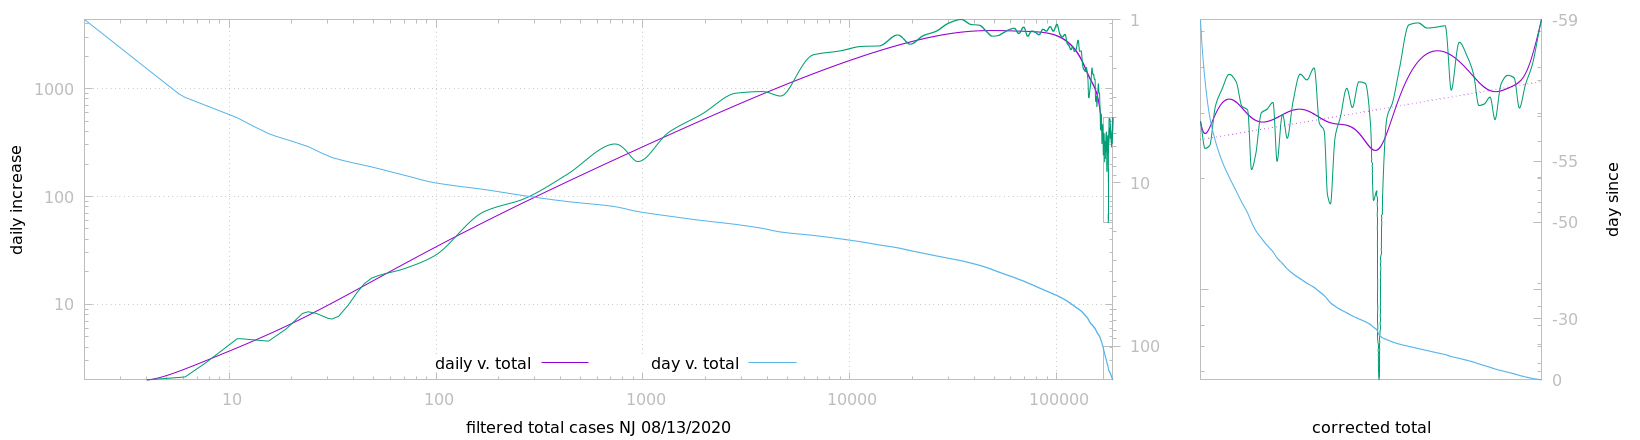 daily increase
1000
100
10
10
100
1000
10000
100000
1
10
100
daily v. total
day v. total
filtered total cases NJ 08/13/2020
-59
-55
-50
-30
0
day since
corrected total